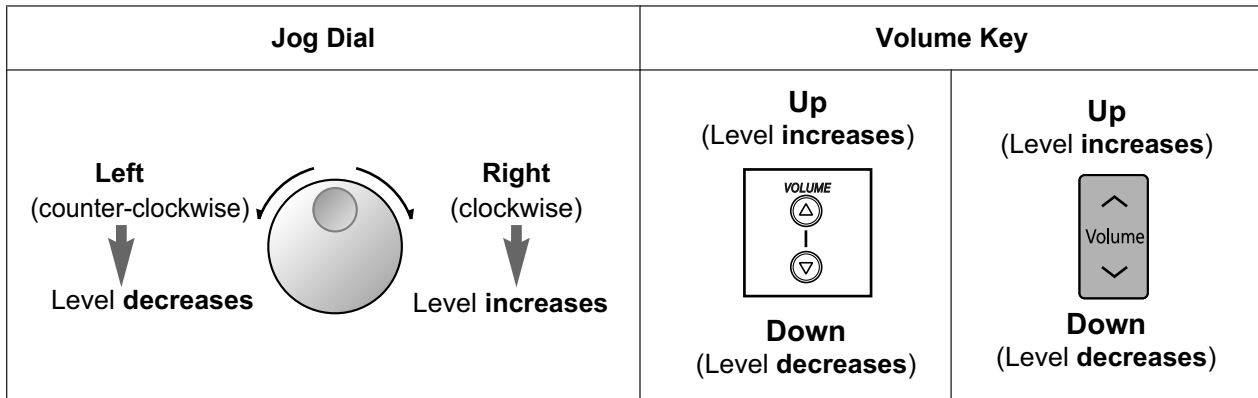 Jog Dial
Volume Key
Left
(counter-clockwise)
Level decreases
Right
(clockwise)
Level increases
Up
(Level increases)
VOLUME
Down
(Level decreases)
Up
(Level increases)
Volume
Down
(Level decreases)